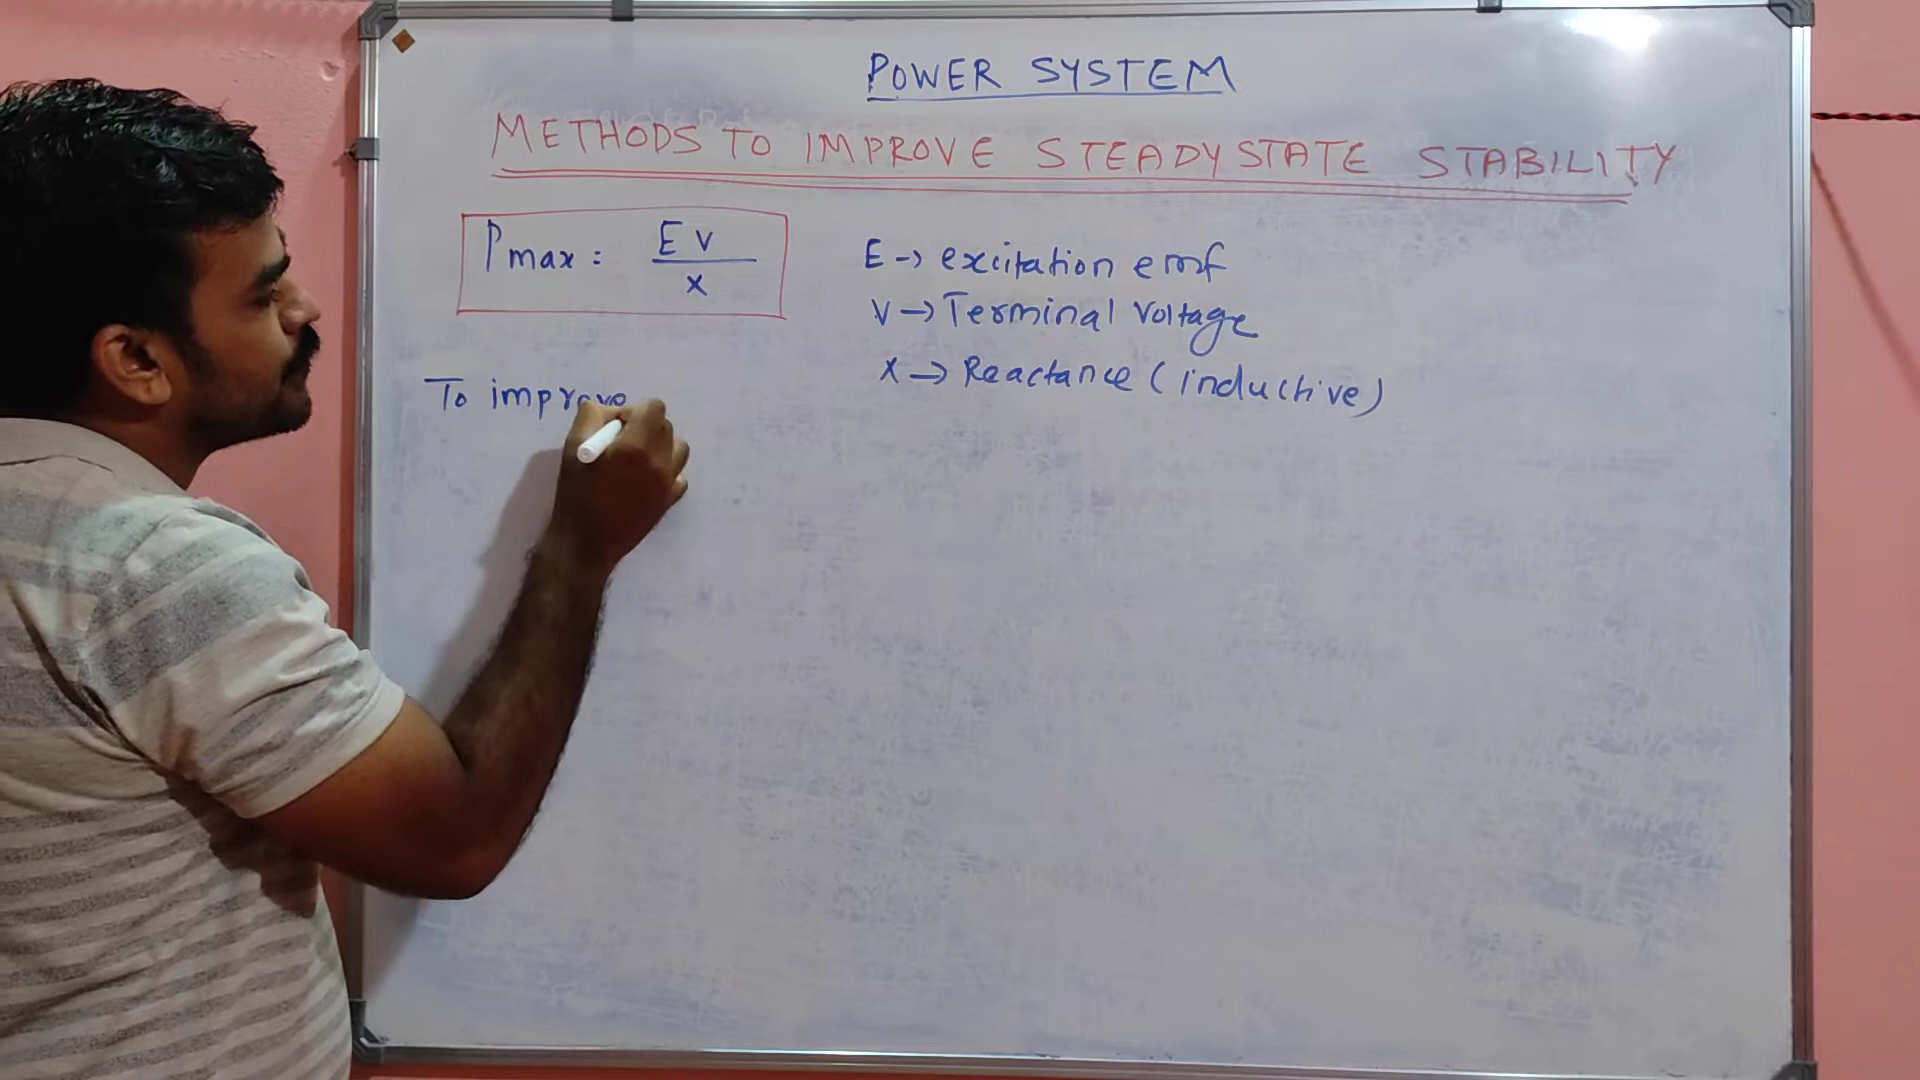 POWER SYSTEM
METHODS TO IMPROVE STEADY STATE STABILITY
Pmax = EV / X
E → excitation emf
V → Terminal Voltage
X → Reactance (inductive)
To improve